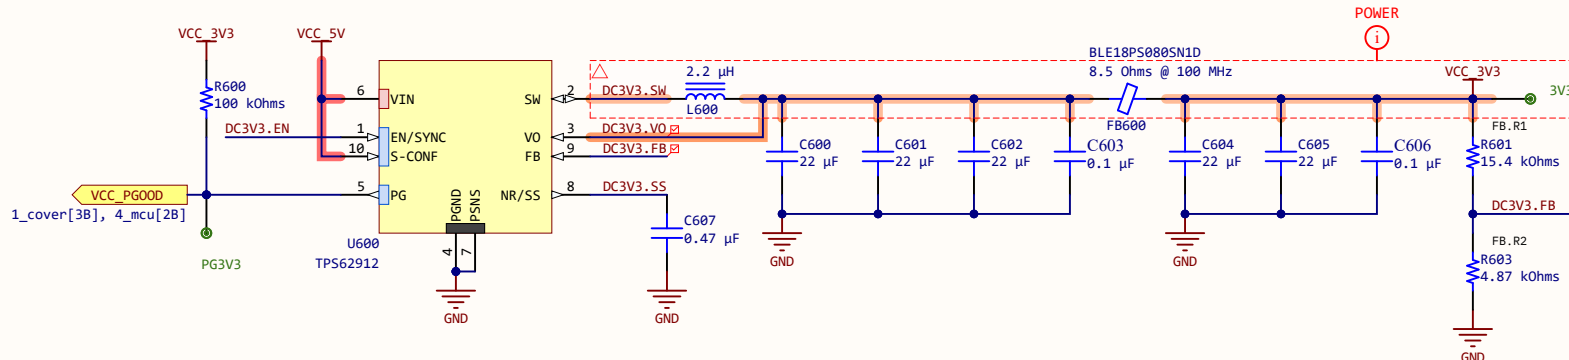 POWER
i
VCC_3V3
VCC_5V
BLE18PS080SN1D
8.5 Ohms @ 100 MHz
VCC_3V3
R600
100 kOhms
6
VIN
SW
2
DC3V3.SW
2.2 µH
L600
FB600
3V3
DC3V3.EN
1
EN/SYNC
10
S-CONF
VO
3
DC3V3.VO
FB
9
DC3V3.FB
C600
22 µF
C601
22 µF
C602
22 µF
C603
0.1 µF
C604
22 µF
C605
22 µF
C606
0.1 µF
FB.R1
R601
15.4 kOhms
VCC_PGOOD
1_cover[3B], 4_mcu[2B]
5
PG
NR/SS
8
DC3V3.SS
PGND
PSNS
4
7
U600
TPS62912
C607
0.47 µF
DC3V3.FB
FB.R2
R603
4.87 kOhms
PG3V3
GND
GND
GND
GND
GND